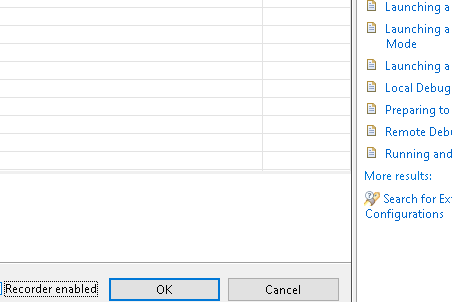 Launching a
Launching a
Mode
Launching a
Local Debug
Preparing to
Remote Deb
Running and
More results:
Search for Ex
Configurations
Recorder enabled
OK
Cancel